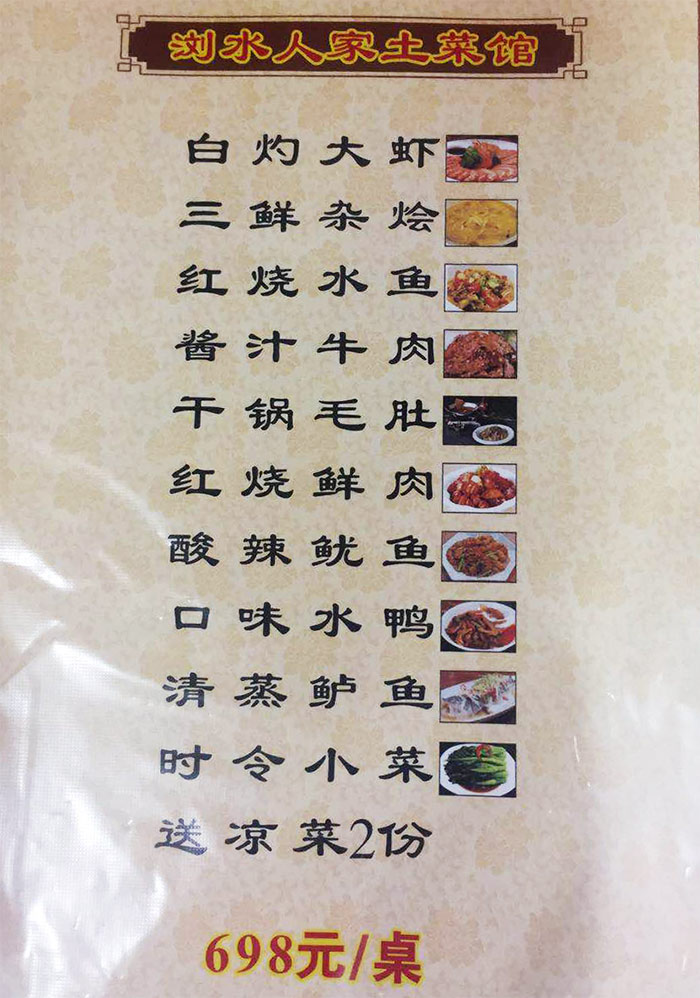 浏水人家土菜馆
白灼大虾
三鲜杂烩
红烧水鱼
酱汁牛肉
干锅毛肚
红烧鲜肉
酸辣鱿鱼
口味水鸭
清蒸鲈鱼
时令小菜
送凉菜2份
698元/桌